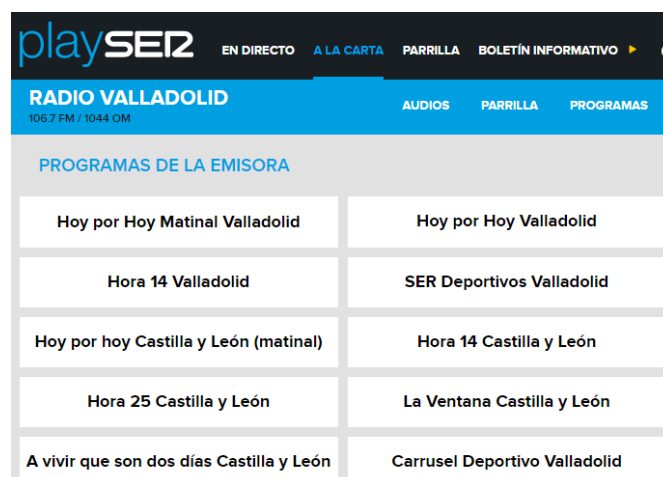 playSER EN DIRECTO A LA CARTA PARRILLA BOLETÍN INFORMATIVO
RADIO VALLADOLID AUDIOS PARRILLA PROGRAMAS
106.7 FM / 1044 OM
PROGRAMAS DE LA EMISORA
Hoy por Hoy Matinal Valladolid Hoy por Hoy Valladolid
Hora 14 Valladolid SER Deportivos Valladolid
Hoy por hoy Castilla y León (matinal) Hora 14 Castilla y León
Hora 25 Castilla y León La Ventana Castilla y León
A vivir que son dos días Castilla y León Carrusel Deportivo Valladolid